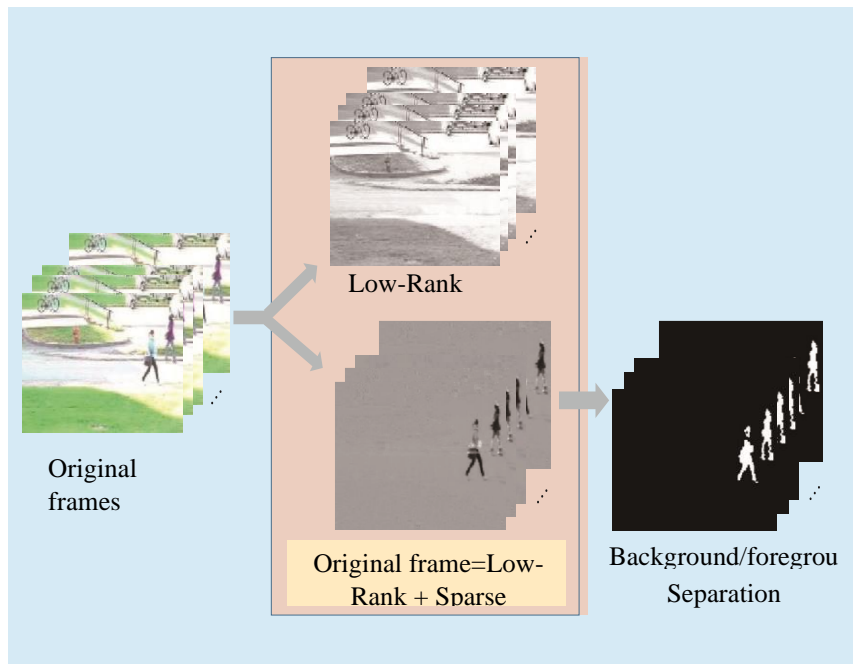 Low-Rank
Original
frames
Original frame=Low-
Rank + Sparse
Background/foregrou
Separation